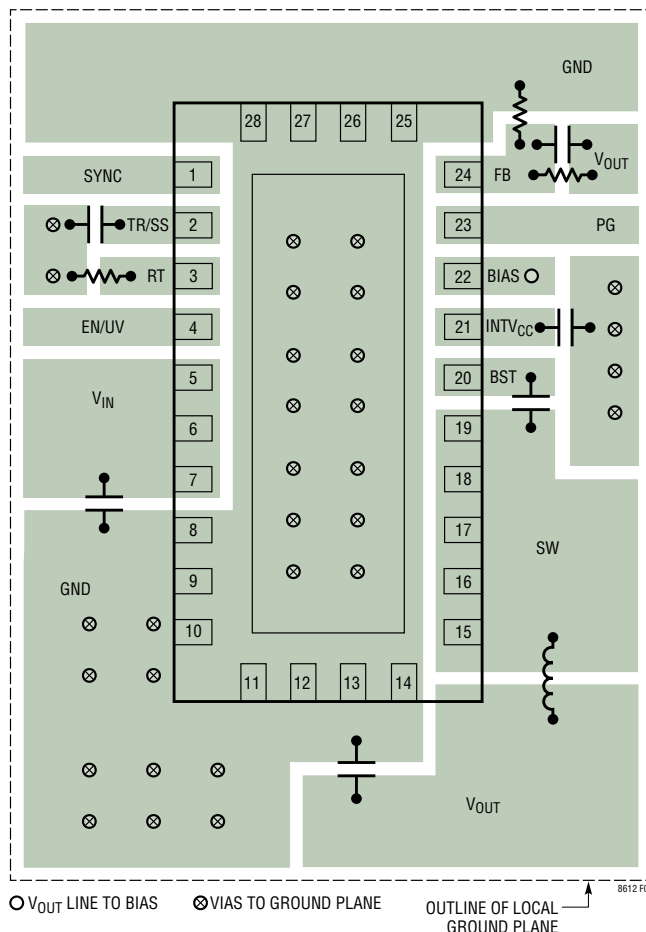 GND
28 27 26 25
SYNC 1 24 FB VOUT
TR/SS 2 23 PG
RT 3 22 BIAS
EN/UV 4 21 INTVCC
5 20 BST
VIN
6 19
7 18
8 17 SW
GND 9 16
10 15
11 12 13 14
VOUT
8612 F0
VOUT LINE TO BIAS VIAS TO GROUND PLANE OUTLINE OF LOCAL
GROUND PLANE